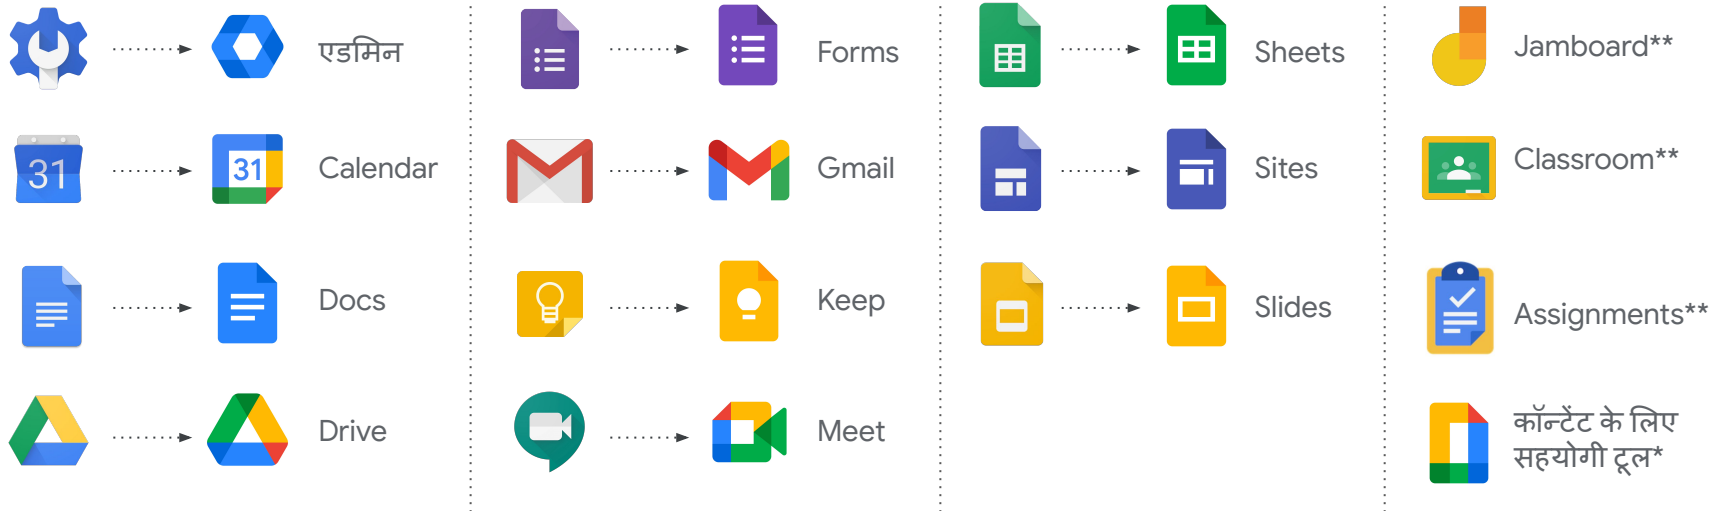 एडमिन
31
31
Calendar
Docs
Drive
Forms
Gmail
Keep
Meet
Sheets
Sites
Slides
Jamboard**
Classroom**
Assignments**
कॉन्टेंट के लिए
सहयोगी टूल*